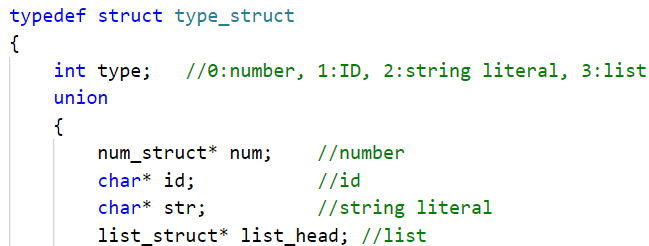 typedef struct type_struct
{
    int type;   //0:number, 1:ID, 2:string literal, 3:list
    union
    {
        num_struct* num;    //number
        char* id;           //id
        char* str;          //string literal
        list_struct* list_head; //list